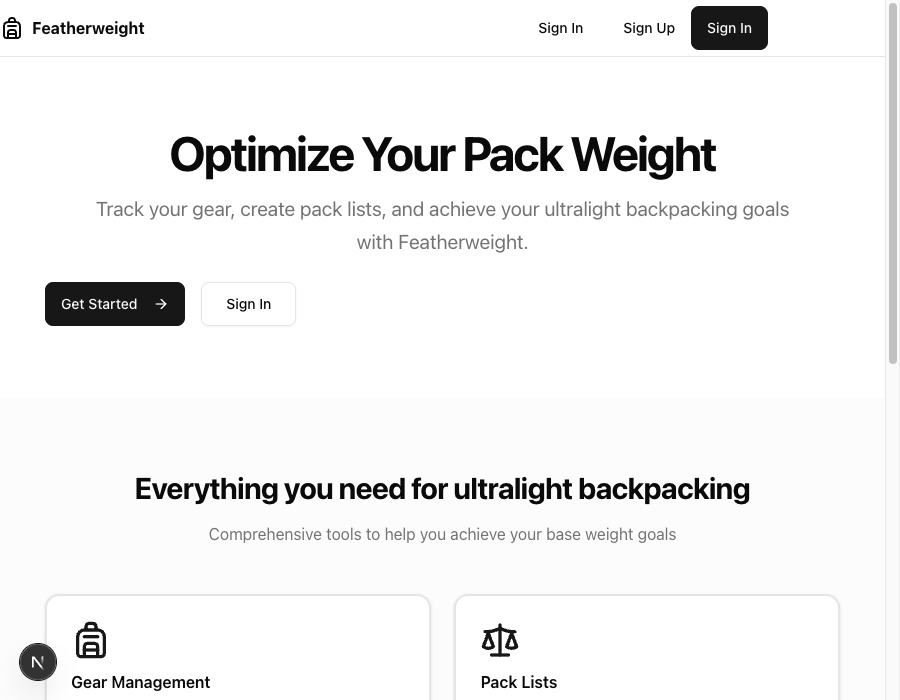 Featherweight
Sign In
Sign Up
Sign In
Optimize Your Pack Weight
Track your gear, create pack lists, and achieve your ultralight backpacking goals
with Featherweight.
Get Started →
Sign In
Everything you need for ultralight backpacking
Comprehensive tools to help you achieve your base weight goals
Gear Management
Pack Lists
N